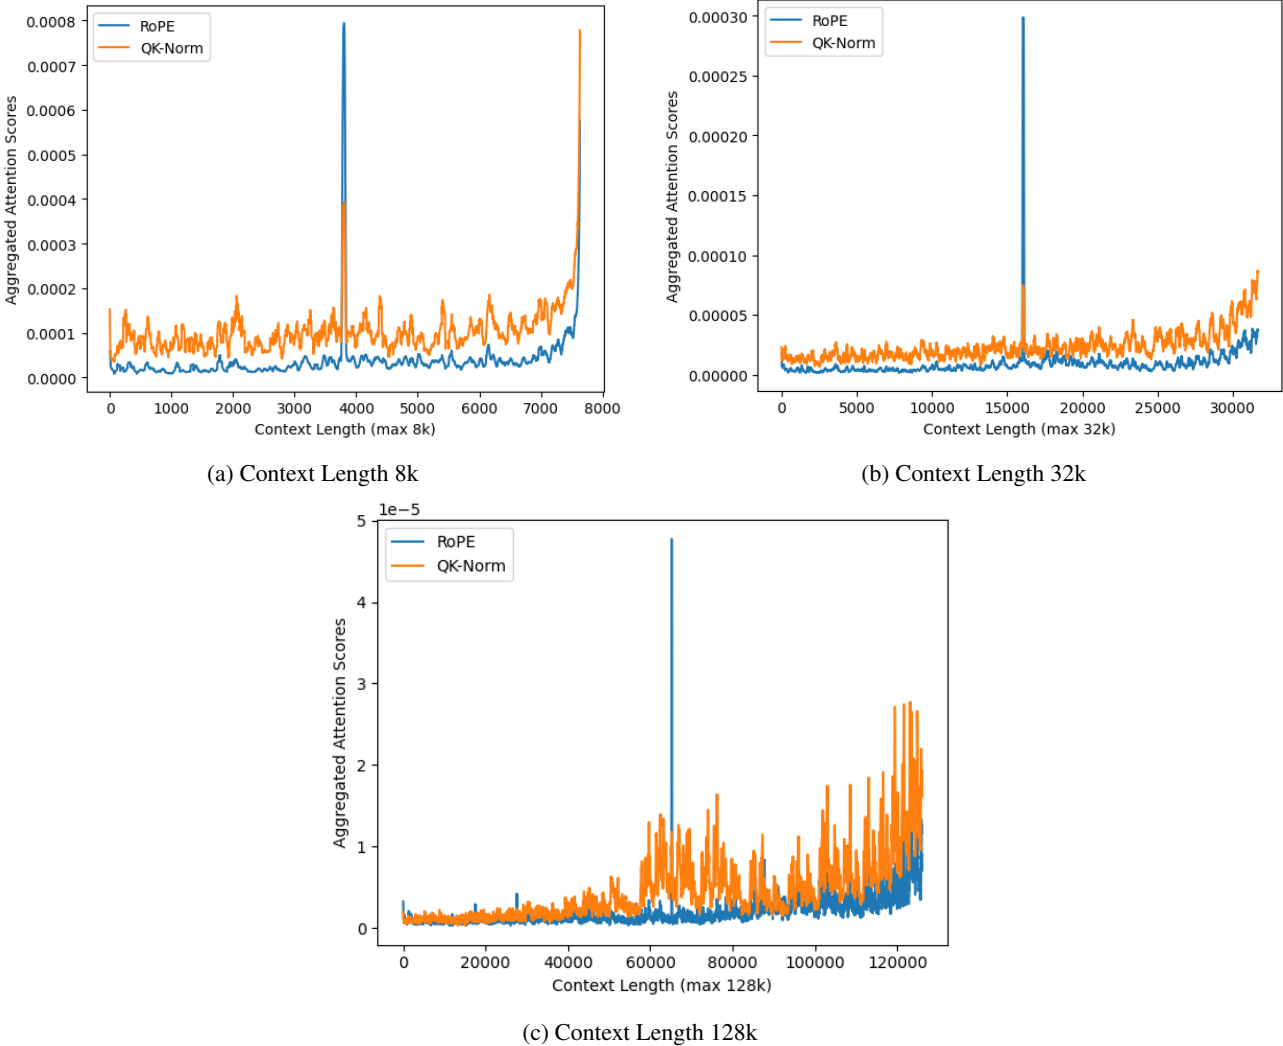 RoPE
QK-Norm
Aggregated Attention Scores
0.0008
0.0007
0.0006
0.0005
0.0004
0.0003
0.0002
0.0001
0.0000
0 1000 2000 3000 4000 5000 6000 7000 8000
Context Length (max 8k)
(a) Context Length 8k
RoPE
QK-Norm
Aggregated Attention Scores
0.00030
0.00025
0.00020
0.00015
0.00010
0.00005
0.00000
0 5000 10000 15000 20000 25000 30000
Context Length (max 32k)
(b) Context Length 32k
1e−5
RoPE
QK-Norm
Aggregated Attention Scores
5
4
3
2
1
0
0 20000 40000 60000 80000 100000 120000
Context Length (max 128k)
(c) Context Length 128k